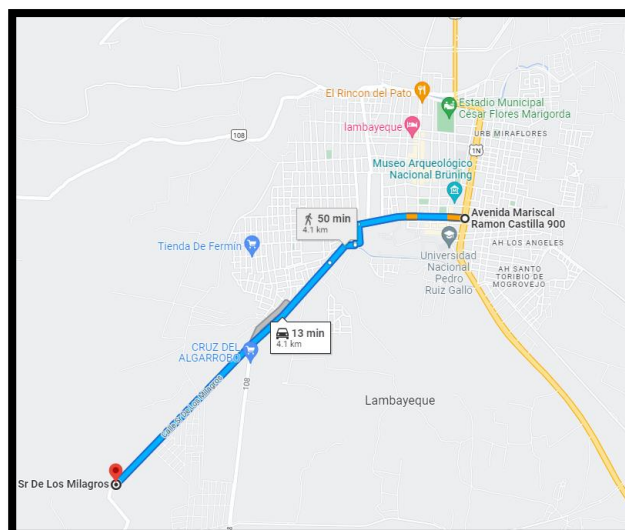 El Rincon del Pato
Estadio Municipal
César Flores Marigorda
108
lambayeque
URB MIRAFLORES
1N
Museo Arqueológico
Nacional Brüning
50 min
4.1 km
Avenida Mariscal
Ramon Castilla 900
Tienda De Fermin
Universidad
Nacional
Pedro
Ruiz Gallo
AH LOS ANGELES
AH SANTO
TORIBIO DE
MOGROVEJO
13 min
4.1 km
CRUZ DEL
ALGARROBO
108
Lambayeque
Sr De Los Milagros
108